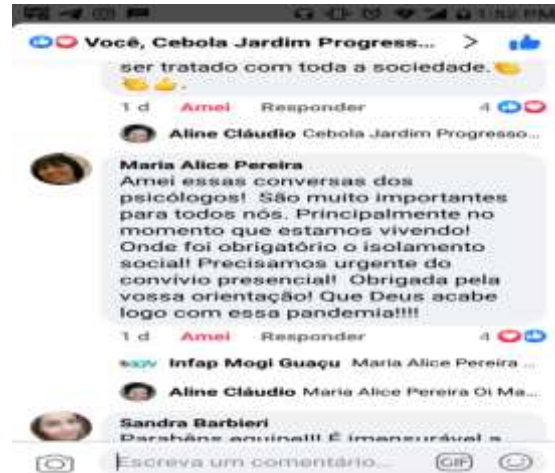 1:52 PM
Você, Cebola Jardim Progress... >
ser tratado com toda a sociedade.
1 d Amei Responder 4
Aline Cláudio Cebola Jardim Progresso...
Maria Alice Pereira
Amei essas conversas dos
psicólogos! São muito importantes
para todos nós. Principalmente no
momento que estamos vivendo!
Onde foi obrigatório o isolamento
social! Precisamos urgente do
convívio presencial! Obrigada pela
vossa orientação! Que Deus acabe
logo com essa pandemia!!!!
1 d Amei Responder 4
Infap Mogi Guaçu Maria Alice Pereira ...
Aline Cláudio Maria Alice Pereira Oi Ma...
Sandra Barbieri
Parabéns equipe!!! É imensurável a
Escreva um comentário... GIF